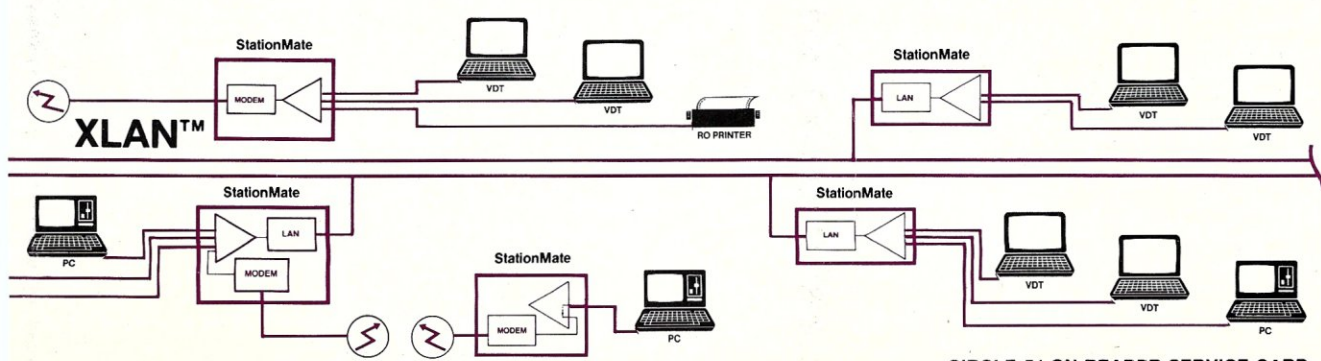 StationMate
MODEM
VDT
VDT
RO PRINTER
StationMate
LAN
VDT
VDT
XLAN™
PC
StationMate
LAN
MODEM
StationMate
MODEM
PC
StationMate
LAN
VDT
VDT
PC